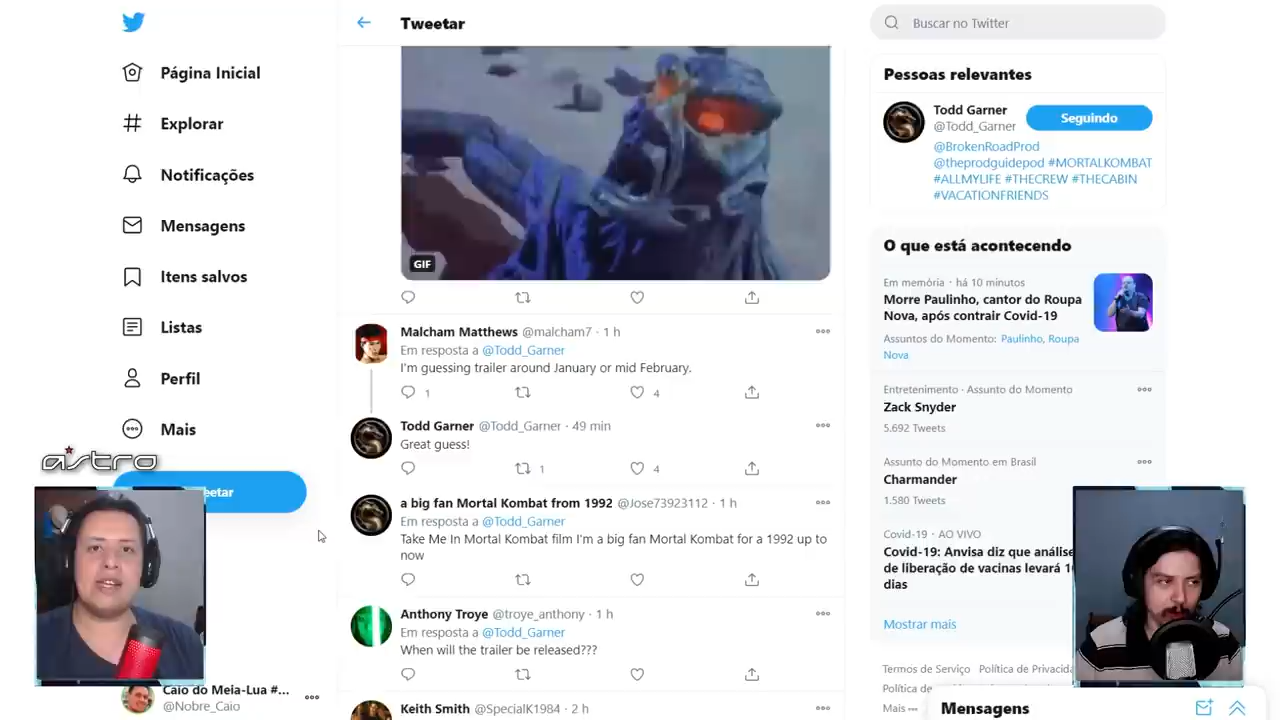 Tweetar
Buscar no Twitter
Página Inicial
Explorar
Notificações
Mensagens
Itens salvos
Listas
Perfil
Mais
astro
etar
Caio do Meia-Lua #...
@Nobre_Caio
GIF
Malcham Matthews @malcham7 · 1 h
Em resposta a @Todd_Garner
I'm guessing trailer around January or mid February.
1
4
Todd Garner @Todd_Garner · 49 min
Great guess!
1
4
a big fan Mortal Kombat from 1992 @Jose73923112 · 1 h
Em resposta a @Todd_Garner
Take Me In Mortal Kombat film I'm a big fan Mortal Kombat for a 1992 up to
now
Anthony Troye @troye_anthony · 1 h
Em resposta a @Todd_Garner
When will the trailer be released???
Keith Smith @SpecialK1984 · 2 h
Pessoas relevantes
Todd Garner
@Todd_Garner
Seguindo
@BrokenRoadProd
@theprodguidepod #MORTALKOMBAT
#ALLMYLIFE #THECREW #THECABIN
#VACATIONFRIENDS
O que está acontecendo
Em memória · há 10 minutos
Morre Paulinho, cantor do Roupa
Nova, após contrair Covid-19
Assuntos do Momento: Paulinho, Roupa
Nova
Entretenimento · Assunto do Momento
Zack Snyder
5.692 Tweets
Assunto do Momento em Brasil
Charmander
1.580 Tweets
Covid-19 · AO VIVO
Covid-19: Anvisa diz que análise
de liberação de vacinas levará 1
dias
Mostrar mais
Termos de Serviço Política de Privacida
Política de
Mais
Mensagens